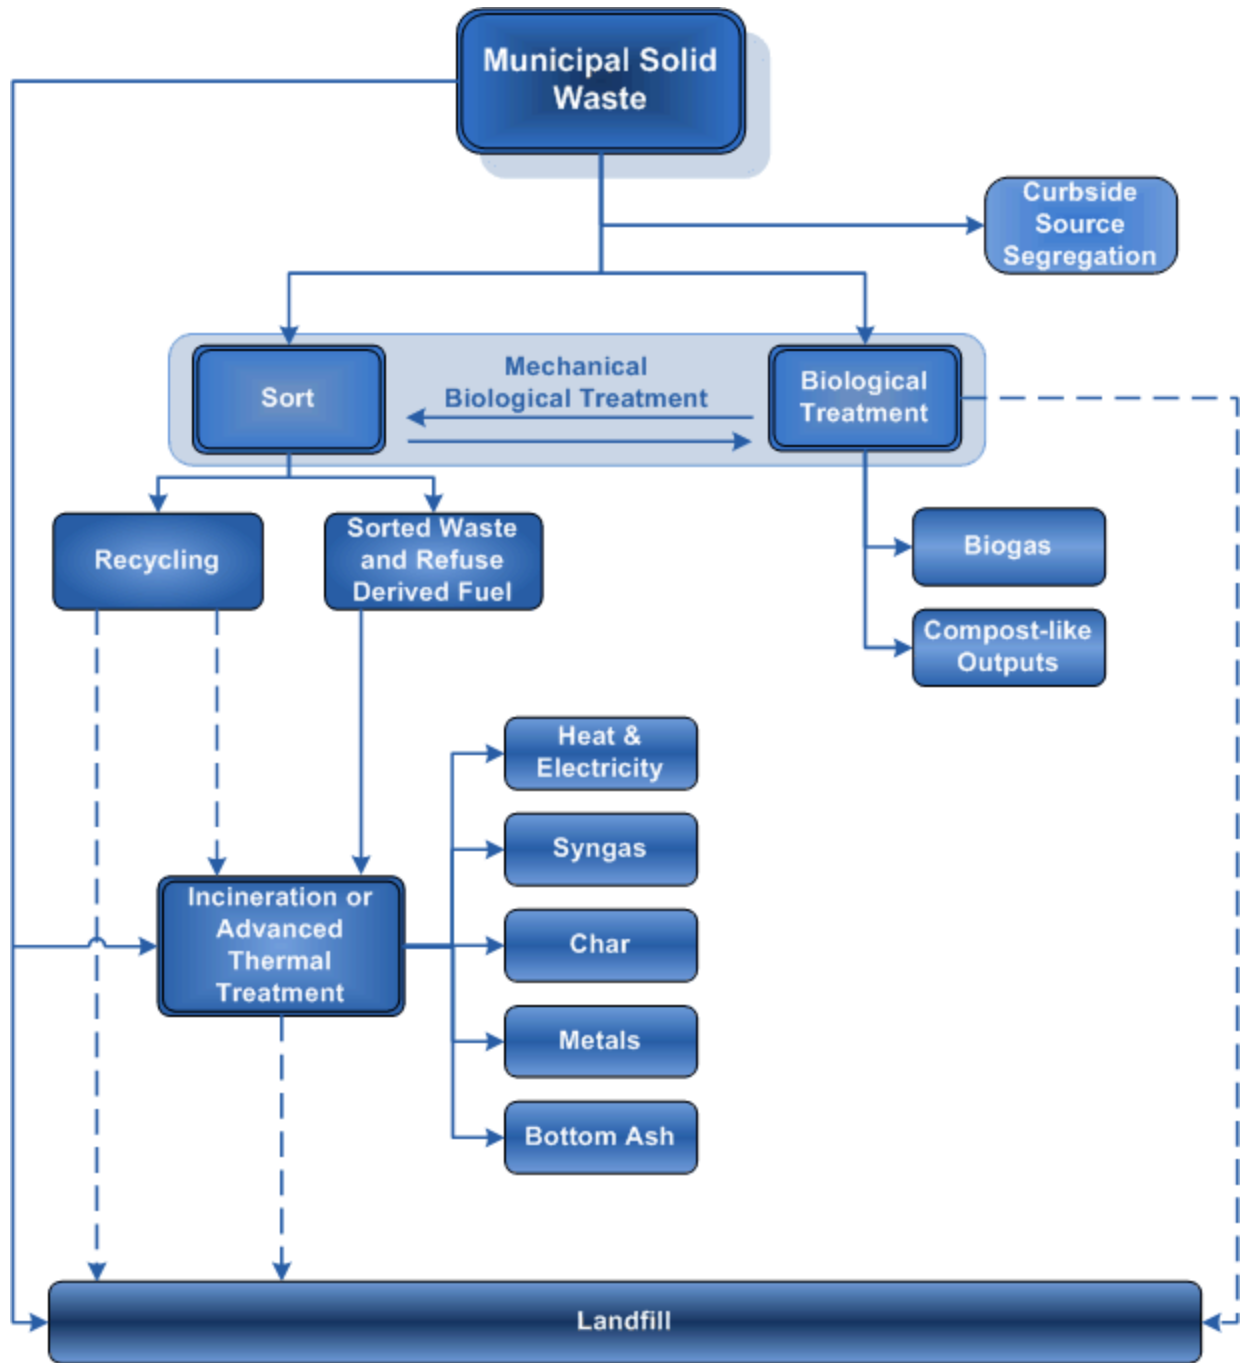 Municipal Solid
Waste
Curbside
Source
Segregation
Sort
Mechanical
Biological Treatment
Biological
Treatment
Recycling
Sorted Waste
and Refuse
Derived Fuel
Biogas
Compost-like
Outputs
Heat &
Electricity
Syngas
Incineration or
Advanced
Thermal
Treatment
Char
Metals
Bottom Ash
Landfill